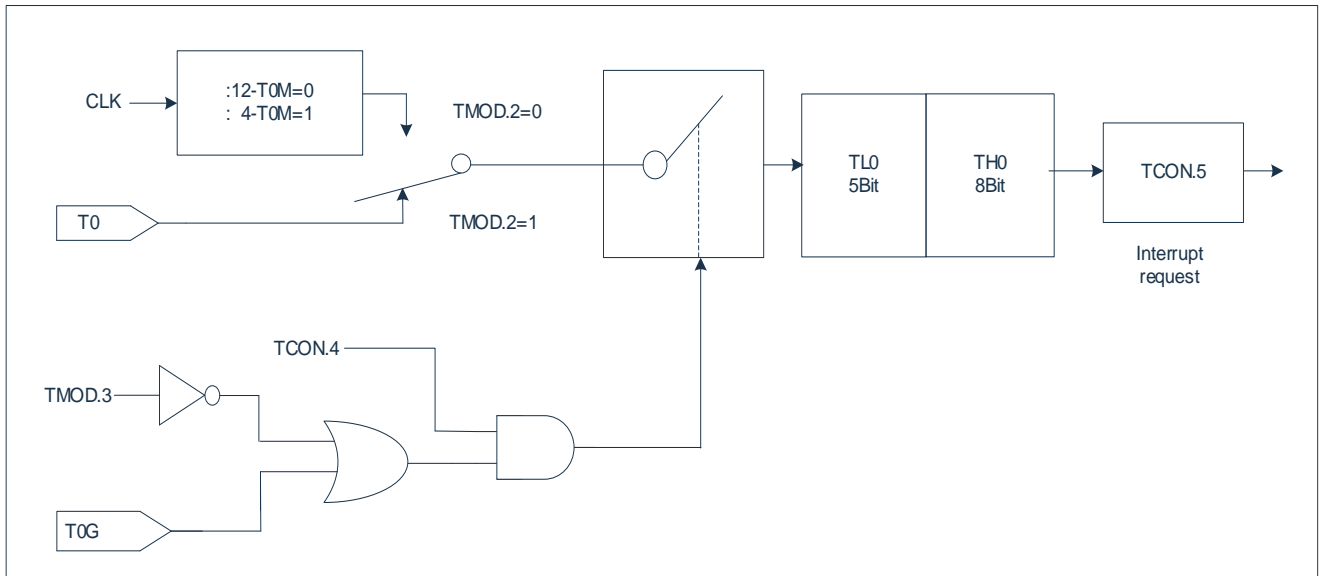 CLK
:12-T0M=0
: 4-T0M=1
TMOD.2=0
T0
TMOD.2=1
TL0
5Bit
TH0
8Bit
TCON.5
Interrupt
request
TCON.4
TMOD.3
T0G